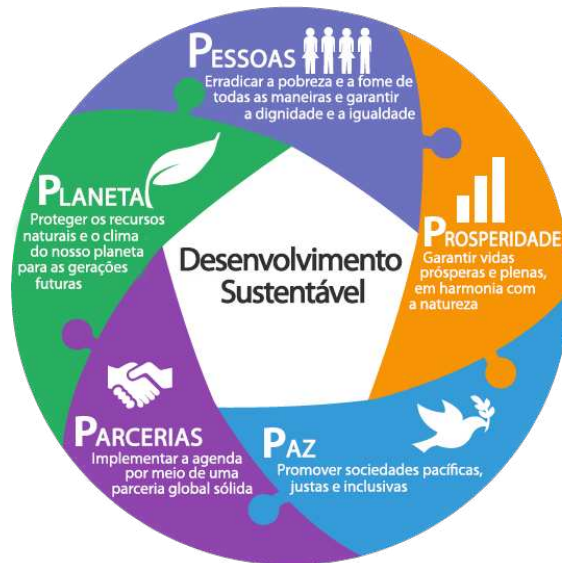 PESSOAS
Erradicar a pobreza e a fome de
todas as maneiras e garantir
a dignidade e a igualdade
PLANETA
Proteger os recursos
naturais e o clima
do nosso planeta
para as gerações
futuras
PROSPERIDADE
Garantir vidas
prósperas e plenas,
em harmonia com
a natureza
Desenvolvimento
Sustentável
PARCERIAS
Implementar a agenda
por meio de uma
parceria global sólida
PAZ
Promover sociedades pacíficas,
justas e inclusivas